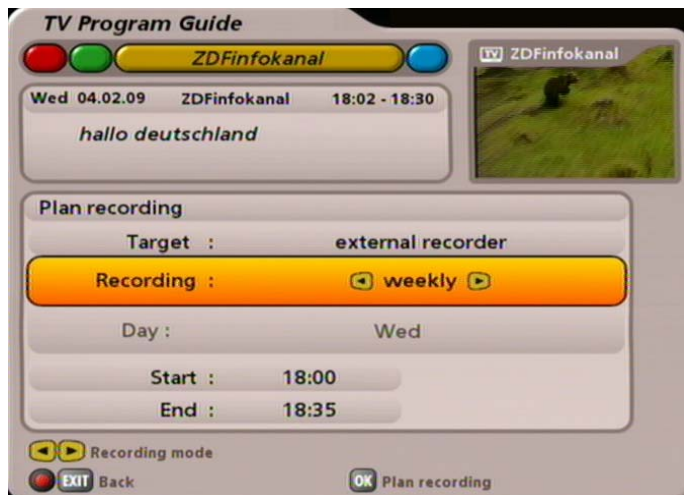 TV Program Guide
ZDFinfokanal
TV ZDFinfokanal
Wed 04.02.09 ZDFinfokanal 18:02 - 18:30
hallo deutschland
Plan recording
Target : external recorder
Recording : weekly
Day : Wed
Start : 18:00
End : 18:35
Recording mode
EXIT Back
OK Plan recording